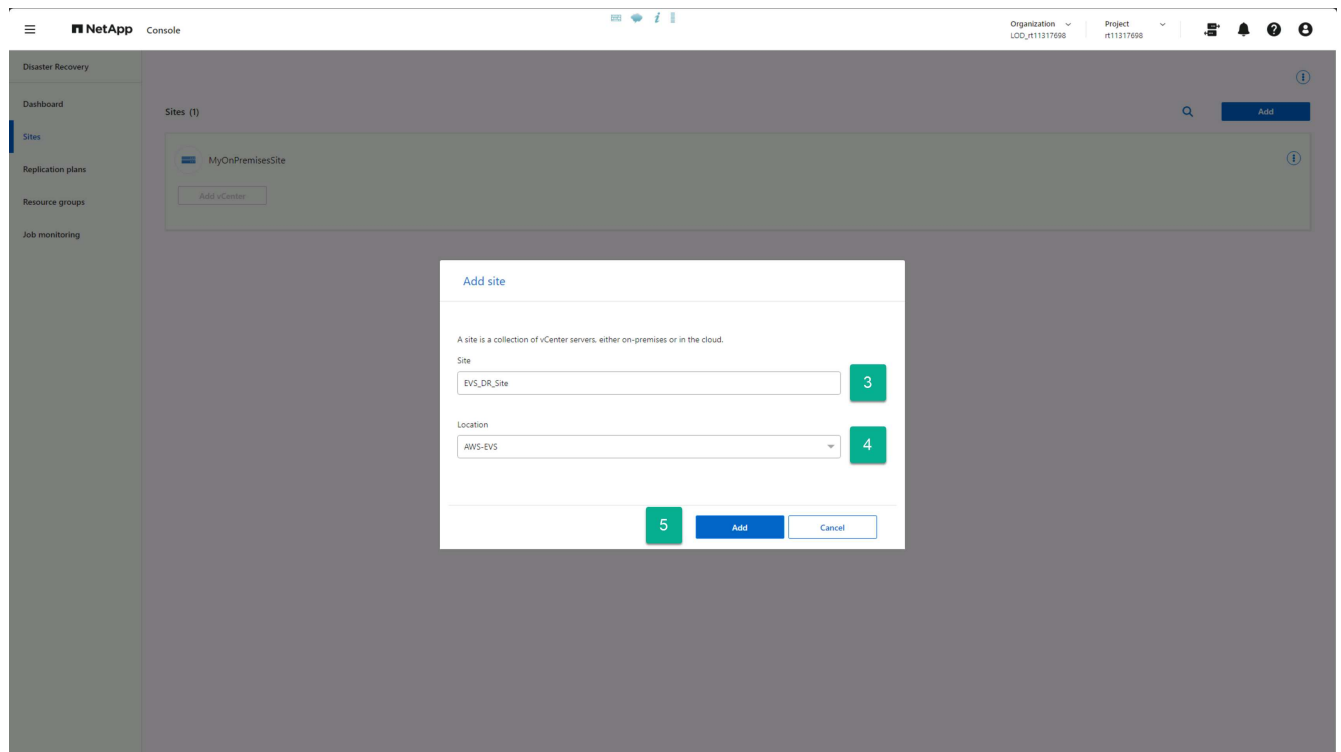 NetApp Console
Organization
LOD_rt11317698
Project
rt11317698
Disaster Recovery
Dashboard
Sites
Replication plans
Resource groups
Job monitoring
Sites (1)
Add
MyOnPremisesSite
Add vCenter
Add site
A site is a collection of vCenter servers, either on-premises or in the cloud.
Site
EVS_DR_Site
3
Location
AWS-EVS
4
5
Add
Cancel